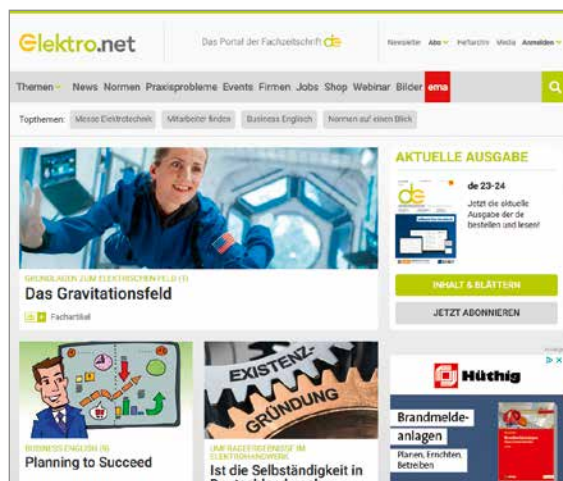 elektro.net
Das Portal der Fachzeitschrift de
Newsletter Abo Heftarchiv Media Anmelden
Themen News Normen Praxisprobleme Events Firmen Jobs Shop Webinar Bilder ema
Topthemen: Messe Elektrotechnik Mitarbeiter finden Business Englisch Normen auf einen Blick
GRUNDLAGEN ZUM ELEKTRISCHEN FELD (1)
Das Gravitationsfeld
Fachartikel
AKTUELLE AUSGABE
de
de 23-24
Jetzt die aktuelle
Ausgabe der de
bestellen und lesen!
INHALT & BLÄTTERN
JETZT ABONNIEREN
BUSINESS ENGLISH (9)
Planning to Succeed
EXISTENZ-
GRÜNDUNG
UMFRAGEERGEBNISSE IM
ELEKTROHANDWERK
Ist die Selbständigkeit in
Anzeige
Hüthig
Brandmelde-
anlagen
Planen, Errichten,
Betreiben